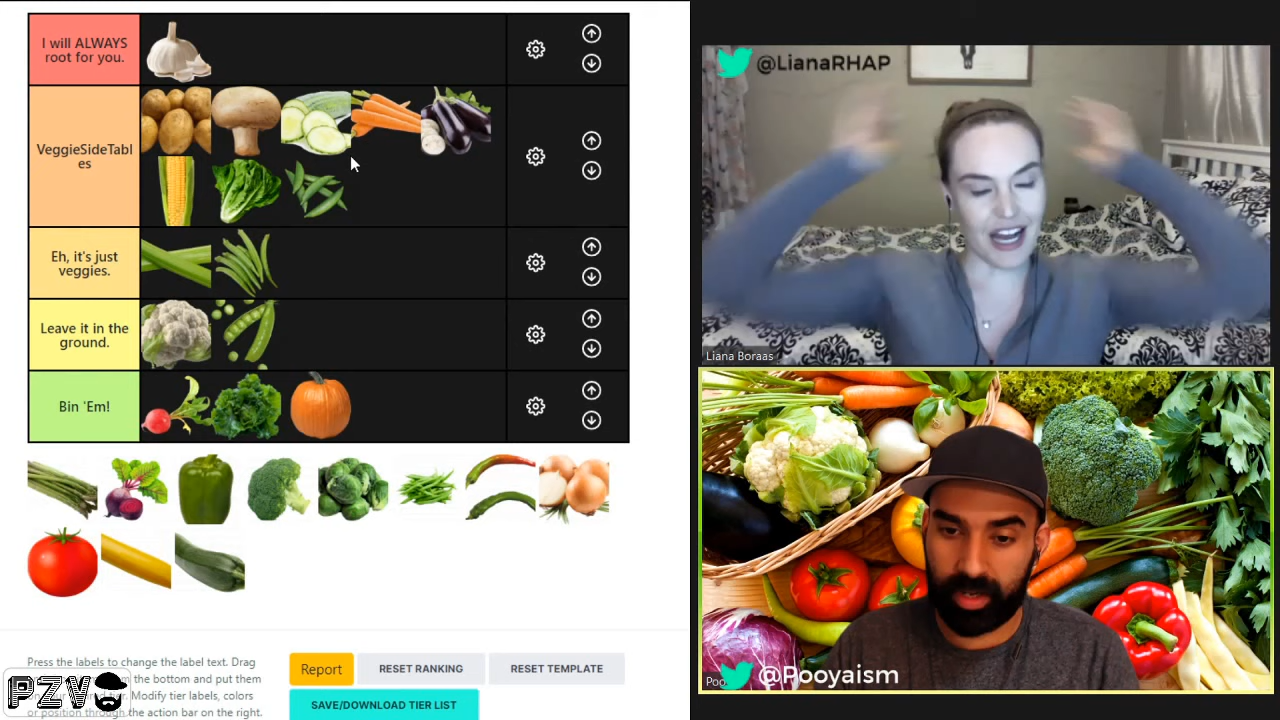 I will ALWAYS
root for you.
VeggieSideTabl
es
Eh, it's just
veggies.
Leave it in the
ground.
Bin 'Em!
Press the labels to change the label text. Drag
the bottom and put them
Modify tier labels, colors
or position through the action bar on the right.
Report
RESET RANKING
RESET TEMPLATE
SAVE/DOWNLOAD TIER LIST
PZV
@LianaRHAP
Liana Boraas
@Pooyaism